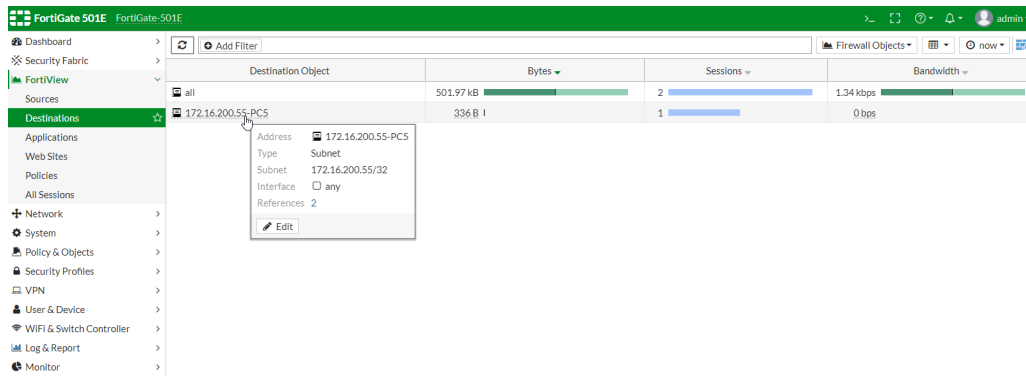 FortiGate 501E FortiGate-501E
>_ admin
Dashboard
Security Fabric
FortiView
Sources
Destinations
Applications
Web Sites
Policies
All Sessions
Network
System
Policy & Objects
Security Profiles
VPN
User & Device
WiFi & Switch Controller
Log & Report
Monitor
Add Filter Firewall Objects now
Destination Object Bytes Sessions Bandwidth
all 501.97 kB 2 1.34 kbps
172.16.200.55-PC5 336 B 1 0 bps
Address 172.16.200.55-PC5
Type Subnet
Subnet 172.16.200.55/32
Interface any
References 2
Edit